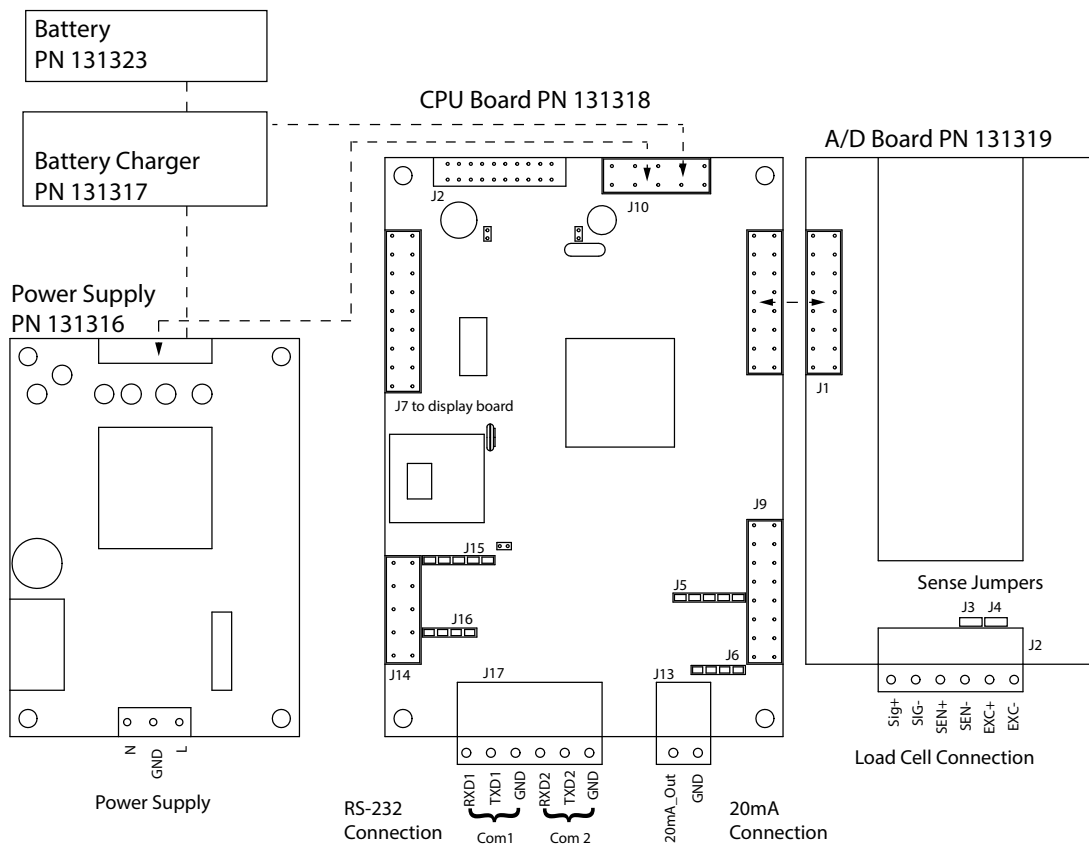 Battery
PN 131323
CPU Board PN 131318
A/D Board PN 131319
Battery Charger
PN 131317
J2
J10
Power Supply
PN 131316
J1
J7 to display board
J9
J15
J5
Sense Jumpers
J3 J4
J16
J6
J2
J14
J17
J13
Sig+
SIG-
SEN+
SEN-
EXC+
EXC-
Load Cell Connection
N
GND
L
Power Supply
RS-232
Connection
RXD1
TXD1
GND
RXD2
TXD2
GND
Com1
Com 2
20mA_Out
GND
20mA
Connection